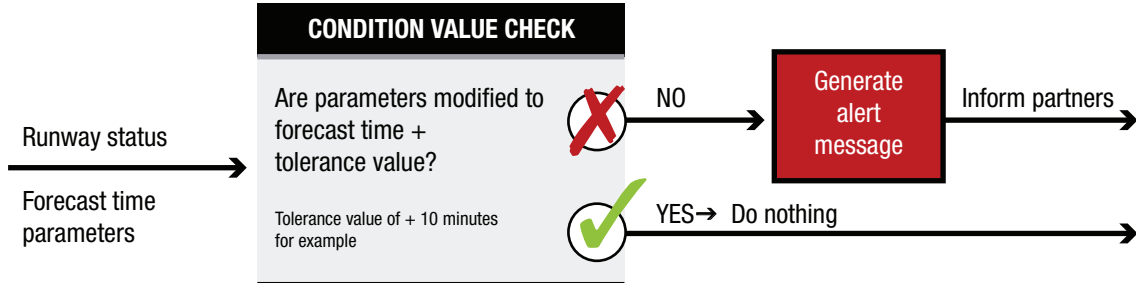 Runway status
Forecast time
parameters
CONDITION VALUE CHECK
Are parameters modified to
forecast time +
tolerance value?
Tolerance value of + 10 minutes
for example
NO
Generate
alert
message
Inform partners
YES→ Do nothing